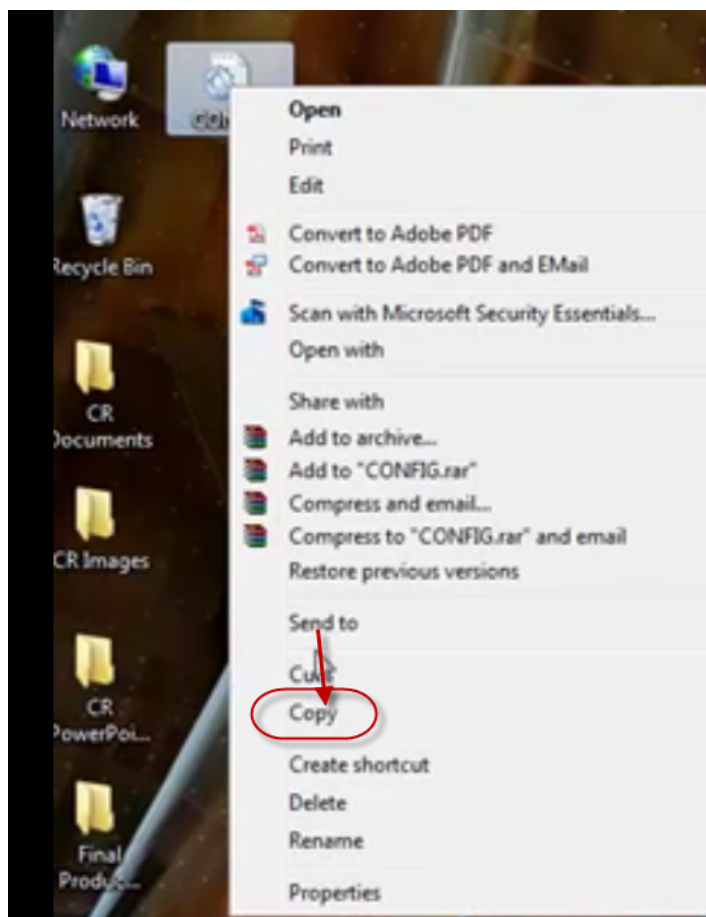 Network
Recycle Bin
CR
Documents
CR Images
CR
PowerPoi...
Final
Produc...
Open
Print
Edit
Convert to Adobe PDF
Convert to Adobe PDF and EMail
Scan with Microsoft Security Essentials...
Open with
Share with
Add to archive...
Add to "CONFIG.rar"
Compress and email...
Compress to "CONFIG.rar" and email
Restore previous versions
Send to
Cut
Copy
Create shortcut
Delete
Rename
Properties